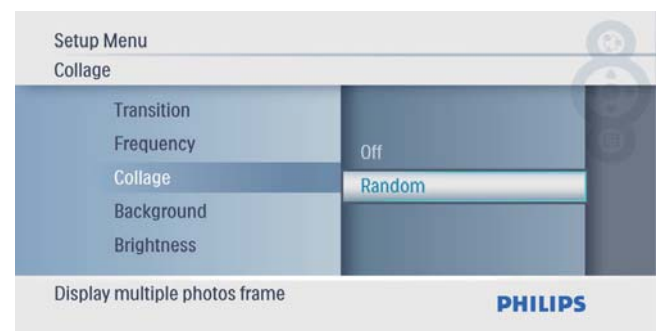 Setup Menu
Collage
Transition
Frequency
Collage
Background
Brightness
Off
Random
Display multiple photos frame
PHILIPS